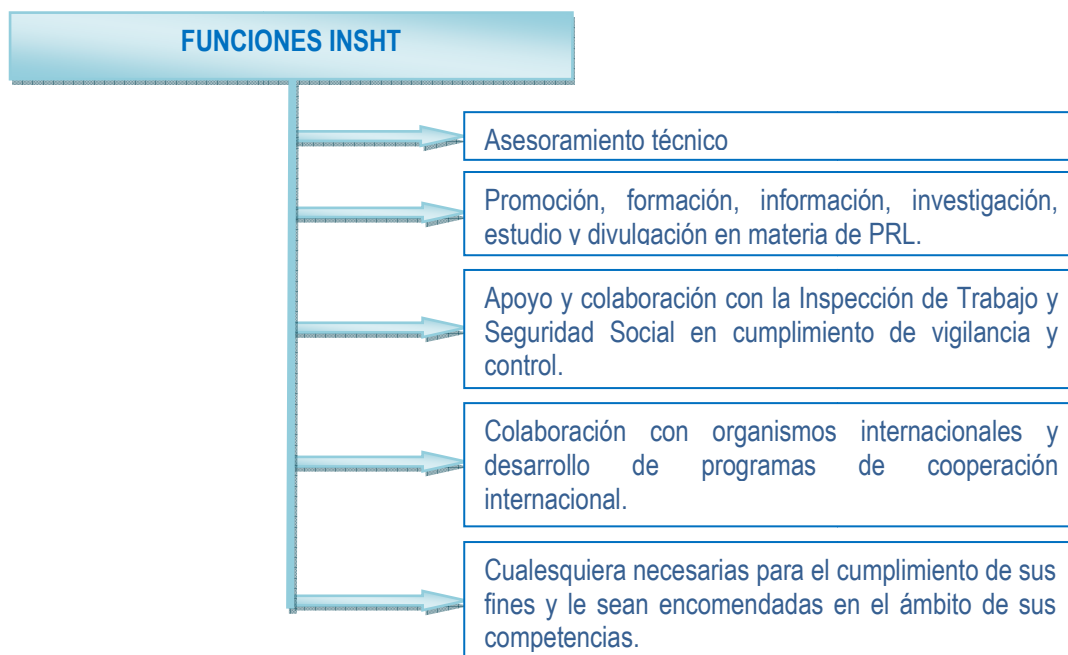 FUNCIONES INSHT
Asesoramiento técnico
Promoción, formación, información, investigación,
estudio y divulgación en materia de PRL.
Apoyo y colaboración con la Inspección de Trabajo y
Seguridad Social en cumplimiento de vigilancia y
control.
Colaboración con organismos internacionales y
desarrollo de programas de cooperación
internacional.
Cualesquiera necesarias para el cumplimiento de sus
fines y le sean encomendadas en el ámbito de sus
competencias.